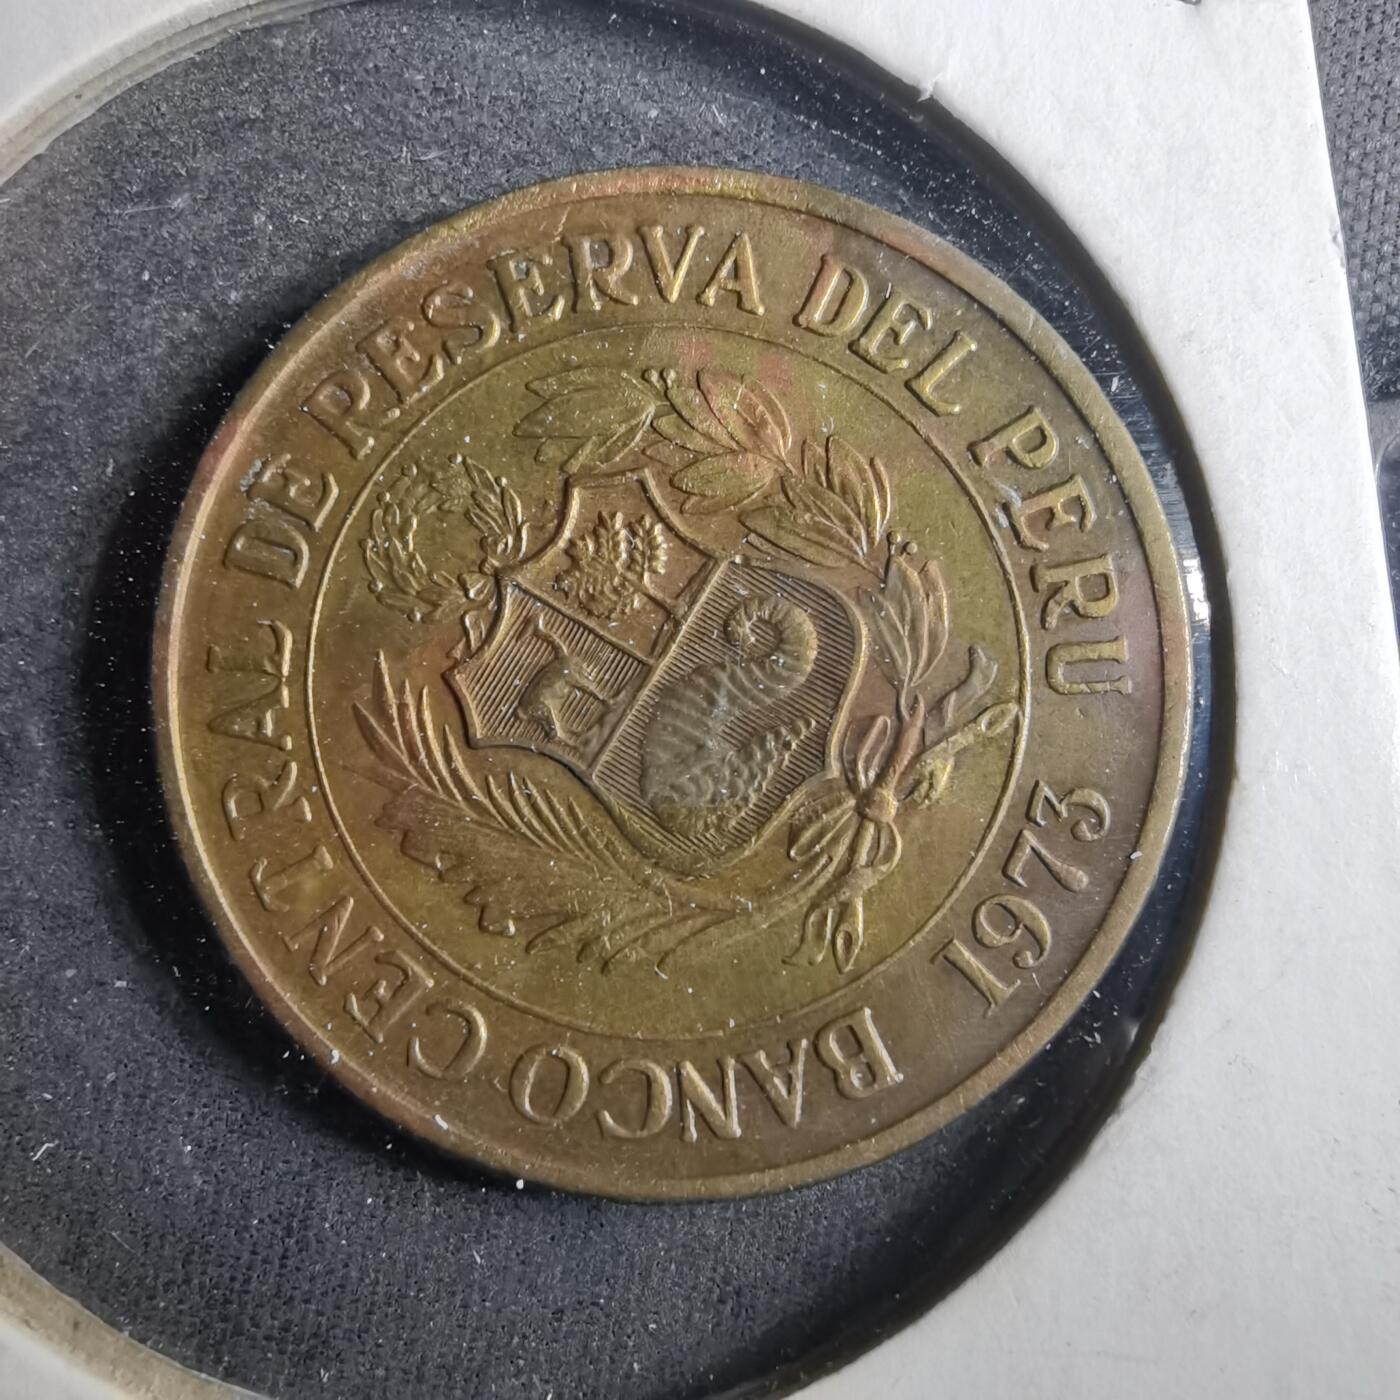 BANCO CENTRAL DE RESERVA DEL PERU 1973